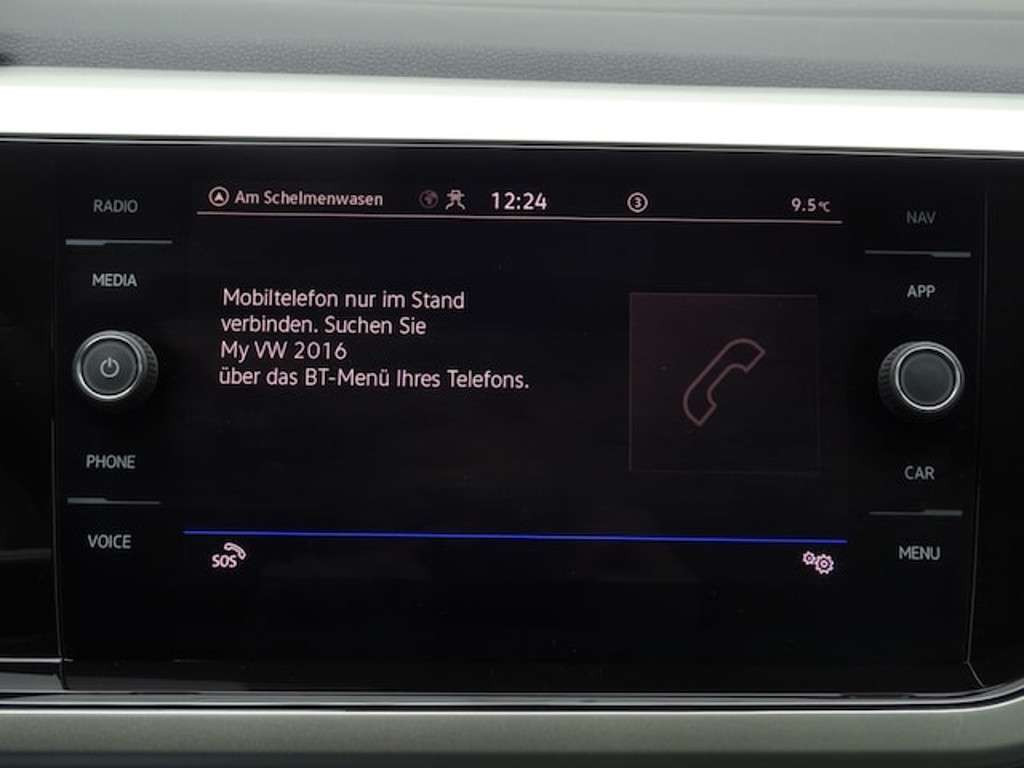 RADIO
MEDIA
PHONE
VOICE
Am Schelmenwasen 12:24 3 9.5°C
Mobiltelefon nur im Stand
verbinden. Suchen Sie
My VW 2016
über das BT-Menü Ihres Telefons.
SOS
NAV
APP
CAR
MENU